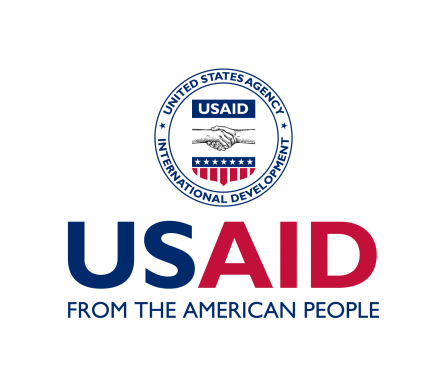 UNITED STATES AGENCY
USAID
INTERNATIONAL DEVELOPMENT
USAID
FROM THE AMERICAN PEOPLE